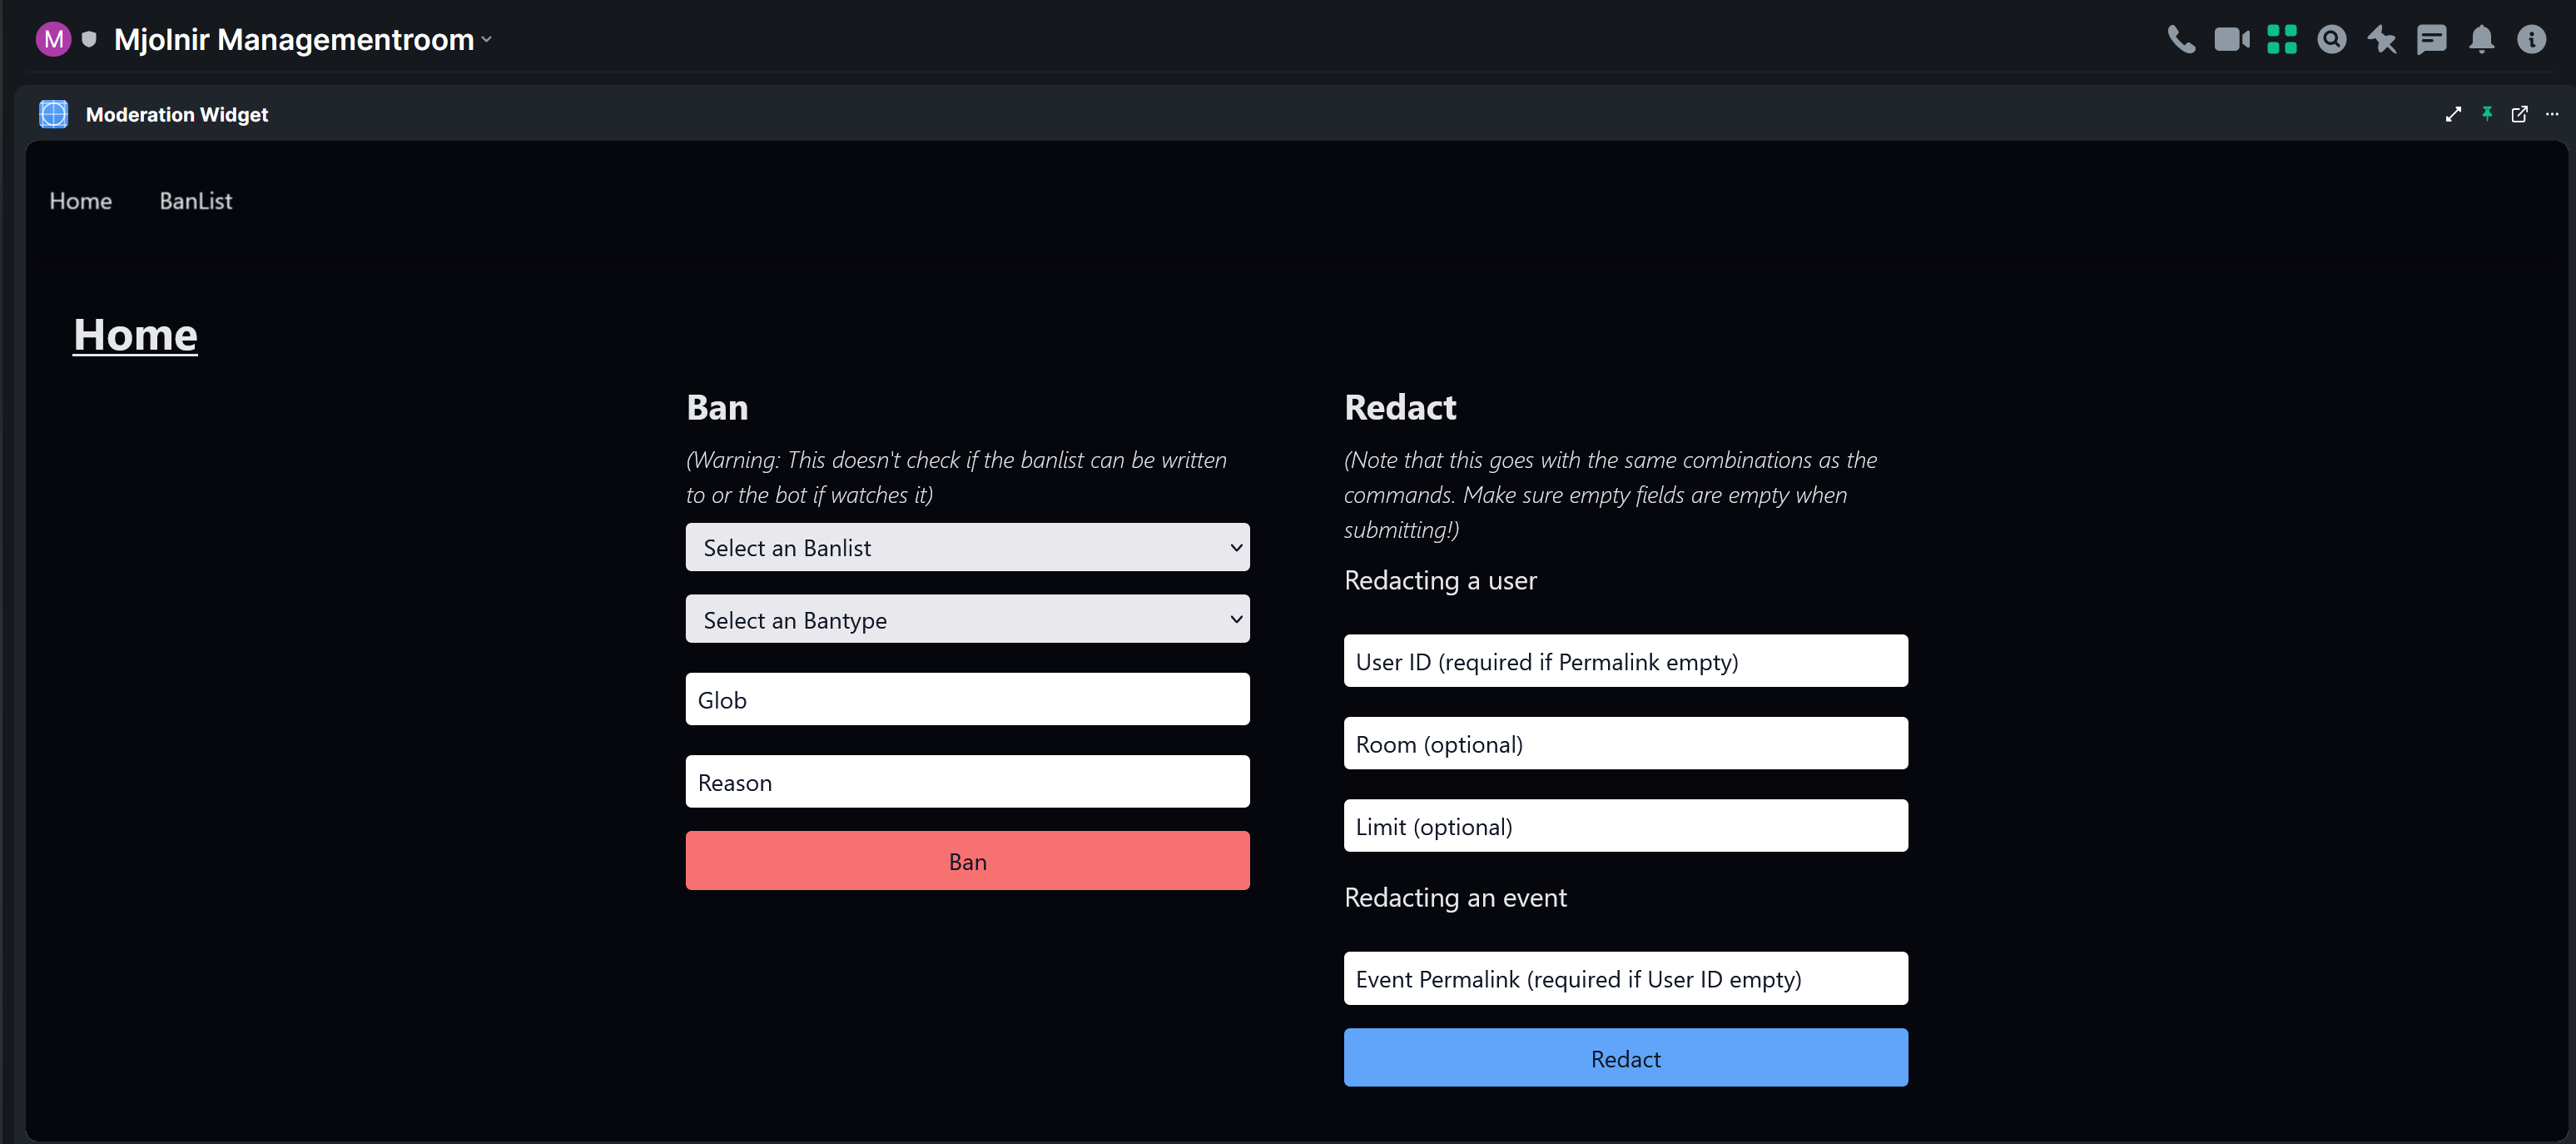 M Mjolnir Managementroom
Moderation Widget
Home BanList
Home
Ban
(Warning: This doesn't check if the banlist can be written
to or the bot if watches it)
Select an Banlist
Select an Bantype
Glob
Reason
Ban
Redact
(Note that this goes with the same combinations as the
commands. Make sure empty fields are empty when
submitting!)
Redacting a user
User ID (required if Permalink empty)
Room (optional)
Limit (optional)
Redacting an event
Event Permalink (required if User ID empty)
Redact